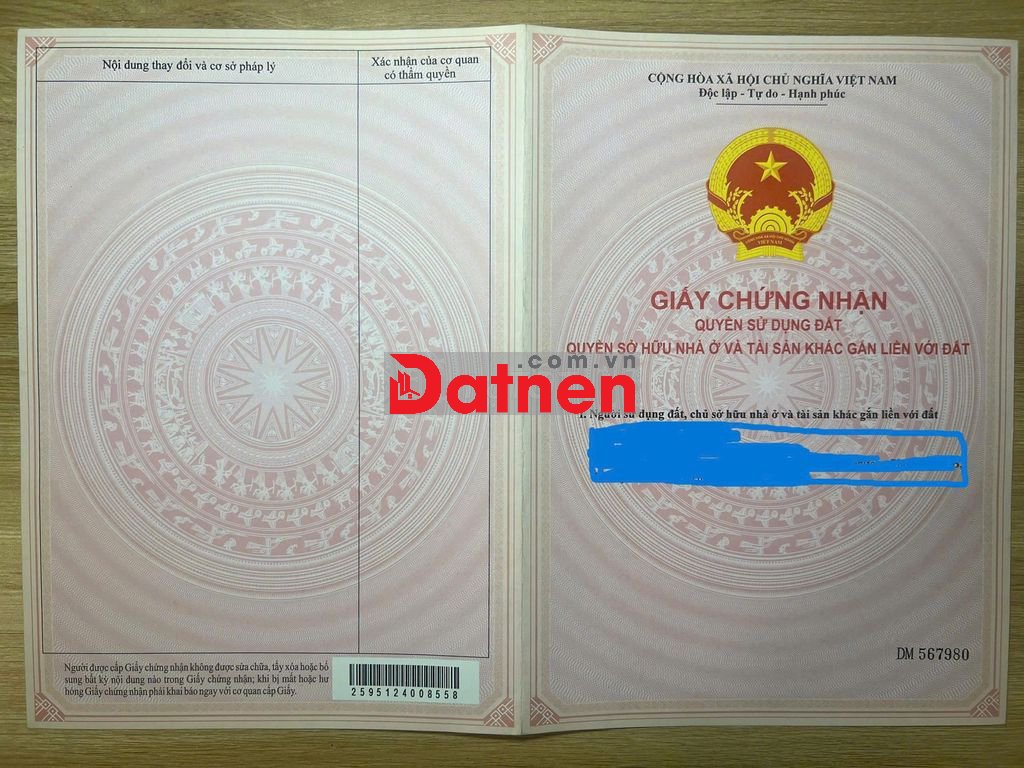 Nội dung thay đổi và cơ sở pháp lý
Xác nhận của cơ quan
có thẩm quyền
Người được cấp Giấy chứng nhận không được sửa chữa, tẩy xóa hoặc bổ
sung bất kỳ nội dung nào trong Giấy chứng nhận; khi bị mất hoặc hư
hỏng Giấy chứng nhận phải khai báo ngay với cơ quan cấp Giấy.
2595124008558
CỘNG HÒA XÃ HỘI CHỦ NGHĨA VIỆT NAM
Độc lập - Tự do - Hạnh phúc
VIỆT NAM
GIẤY CHỨNG NHẬN
QUYỀN SỬ DỤNG ĐẤT
QUYỀN SỞ HỮU NHÀ Ở VÀ TÀI SẢN KHÁC GẮN LIỀN VỚI ĐẤT
.com.vn
Datnen
I. Người sử dụng đất, chủ sở hữu nhà ở và tài sản khác gắn liền với đất
DM 567980